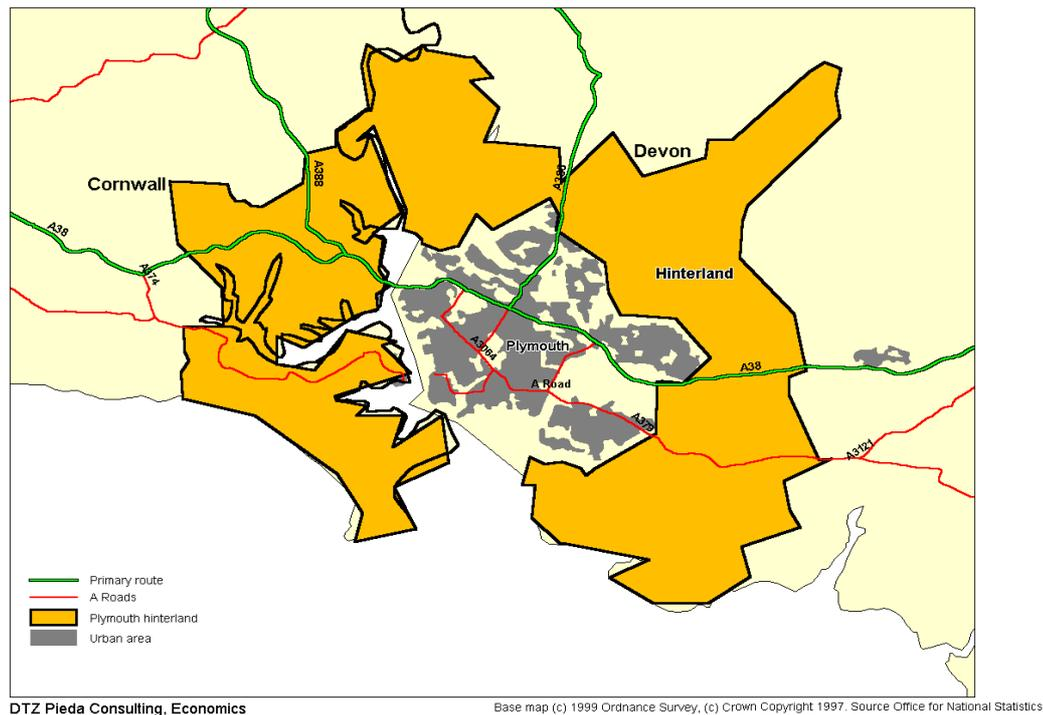 Devon
Cornwall
A388
A386
A38
A374
Hinterland
Plymouth
A3064
A38
A Road
A379
A3121
Primary route
A Roads
Plymouth hinterland
Urban area
DTZ Pieda Consulting, Economics
Base map (c) 1999 Ordnance Survey, (c) Crown Copyright 1997. Source Office for National Statistics